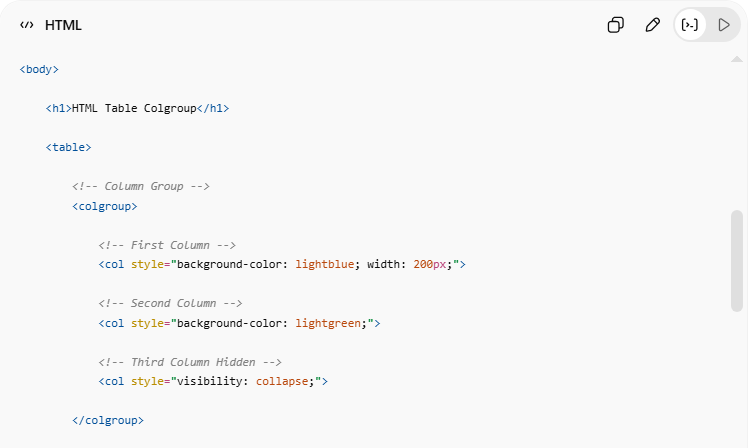 HTML
<body>
<h1>HTML Table Colgroup</h1>
<table>
<!-- Column Group -->
<colgroup>
<!-- First Column -->
<col style="background-color: lightblue; width: 200px;">
<!-- Second Column -->
<col style="background-color: lightgreen;">
<!-- Third Column Hidden -->
<col style="visibility: collapse;">
</colgroup>